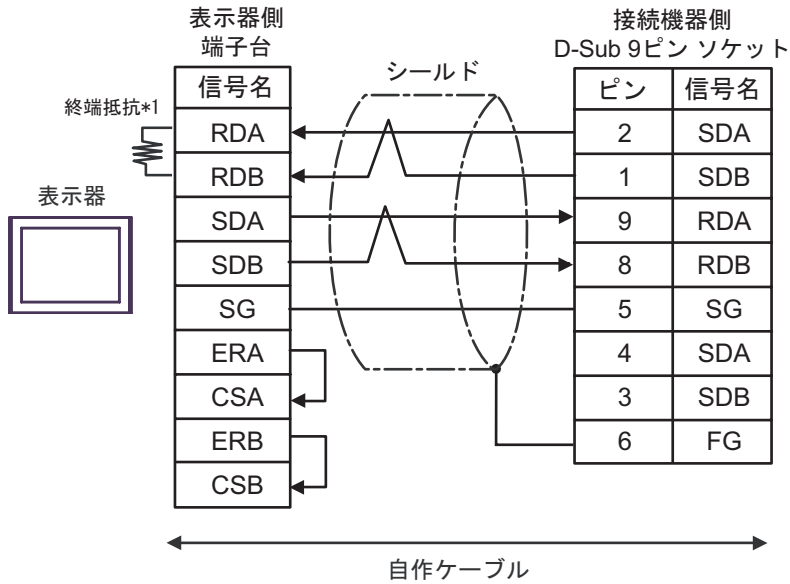 表示器側
端子台
接続機器側
D-Sub 9ピン ソケット
シールド
終端抵抗*1
表示器
信号名
RDA
RDB
SDA
SDB
SG
ERA
CSA
ERB
CSB
ピン 信号名
2 SDA
1 SDB
9 RDA
8 RDB
5 SG
4 SDA
3 SDB
6 FG
自作ケーブル